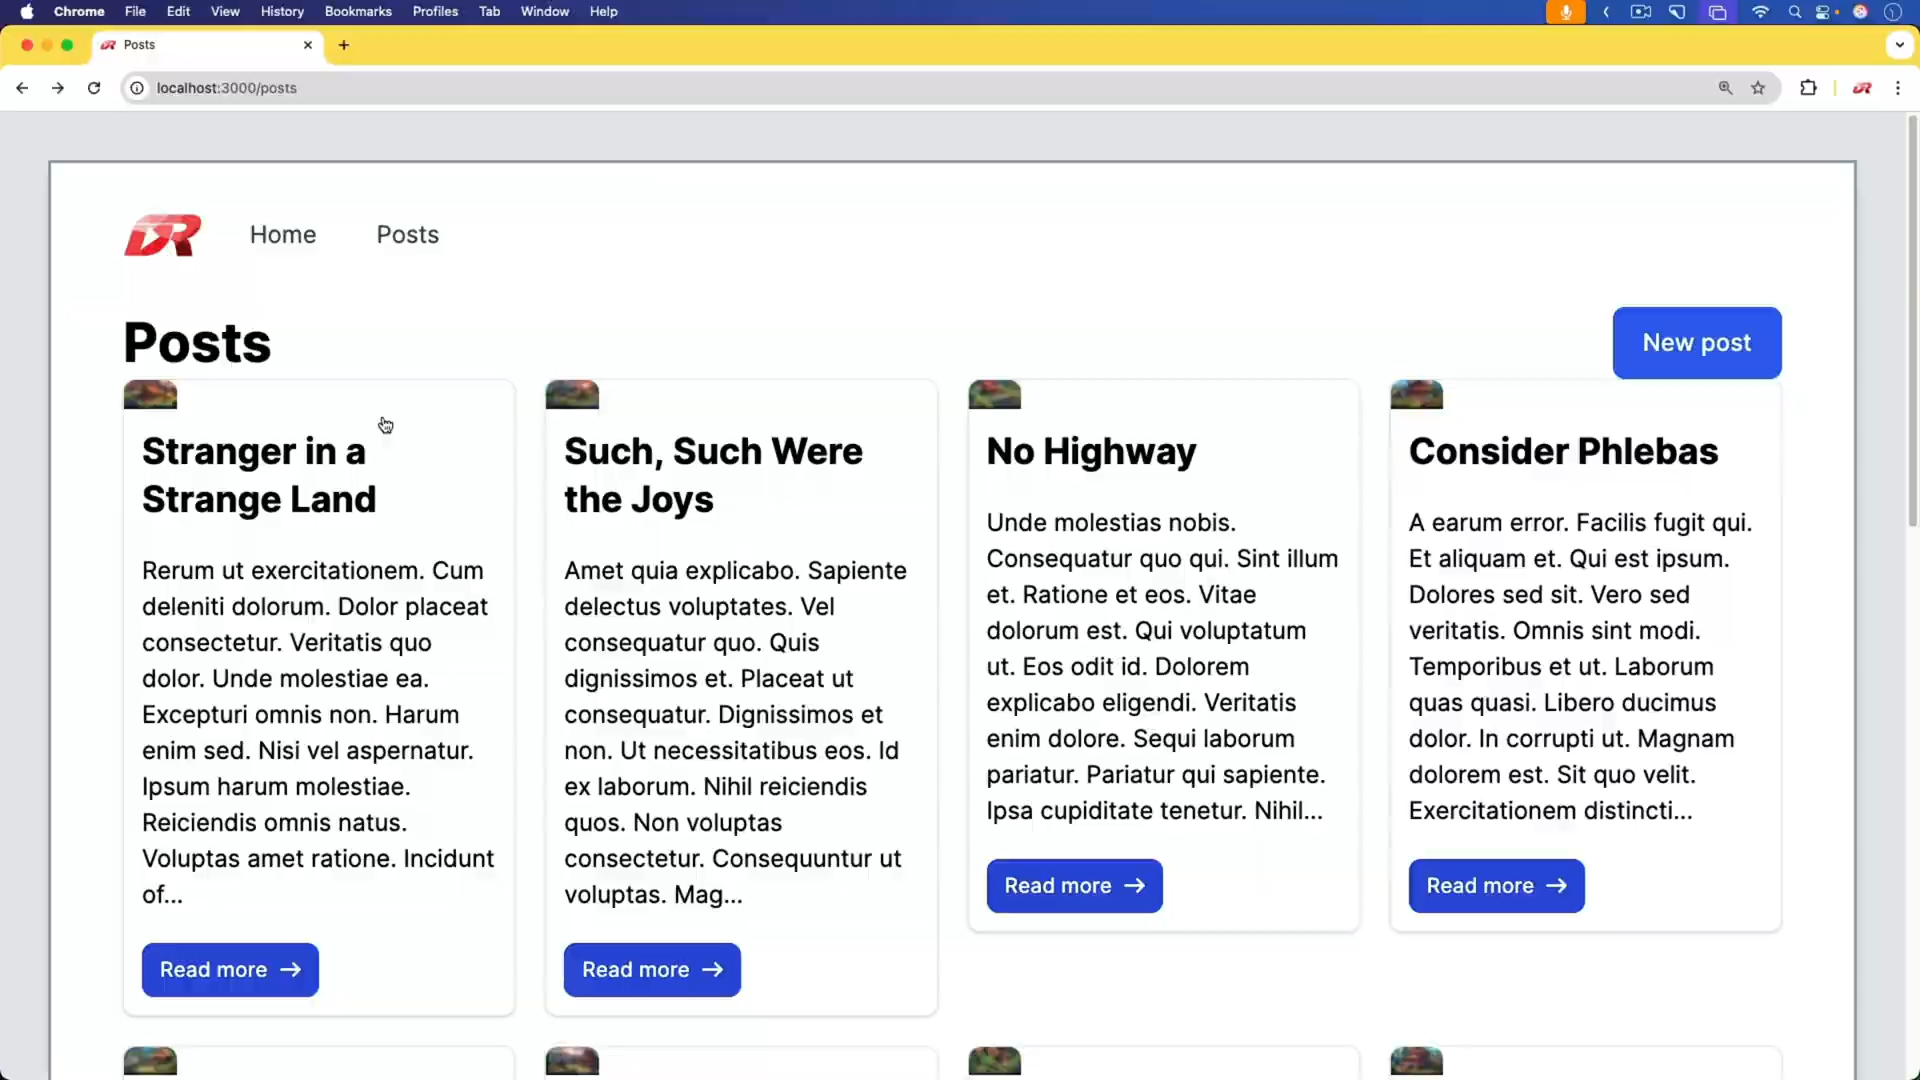 Chrome File Edit View History Bookmarks Profiles Tab Window Help
Posts
localhost:3000/posts
DR Home Posts
Posts
New post
Stranger in a
Strange Land
Rerum ut exercitationem. Cum
deleniti dolorum. Dolor placeat
consectetur. Veritatis quo
dolor. Unde molestiae ea.
Excepturi omnis non. Harum
enim sed. Nisi vel aspernatur.
Ipsum harum molestiae.
Reiciendis omnis natus.
Voluptas amet ratione. Incidunt
of...
Read more →
Such, Such Were
the Joys
Amet quia explicabo. Sapiente
delectus voluptates. Vel
consequatur quo. Quis
dignissimos et. Placeat ut
consequatur. Dignissimos et
non. Ut necessitatibus eos. Id
ex laborum. Nihil reiciendis
quos. Non voluptas
consectetur. Consequuntur ut
voluptas. Mag...
Read more →
No Highway
Unde molestias nobis.
Consequatur quo qui. Sint illum
et. Ratione et eos. Vitae
dolorum est. Qui voluptatum
ut. Eos odit id. Dolorem
explicabo eligendi. Veritatis
enim dolore. Sequi laborum
pariatur. Pariatur qui sapiente.
Ipsa cupiditate tenetur. Nihil...
Read more →
Consider Phlebas
A earum error. Facilis fugit qui.
Et aliquam et. Qui est ipsum.
Dolores sed sit. Vero sed
veritatis. Omnis sint modi.
Temporibus et ut. Laborum
quas quasi. Libero ducimus
dolor. In corrupti ut. Magnam
dolorem est. Sit quo velit.
Exercitationem distincti...
Read more →